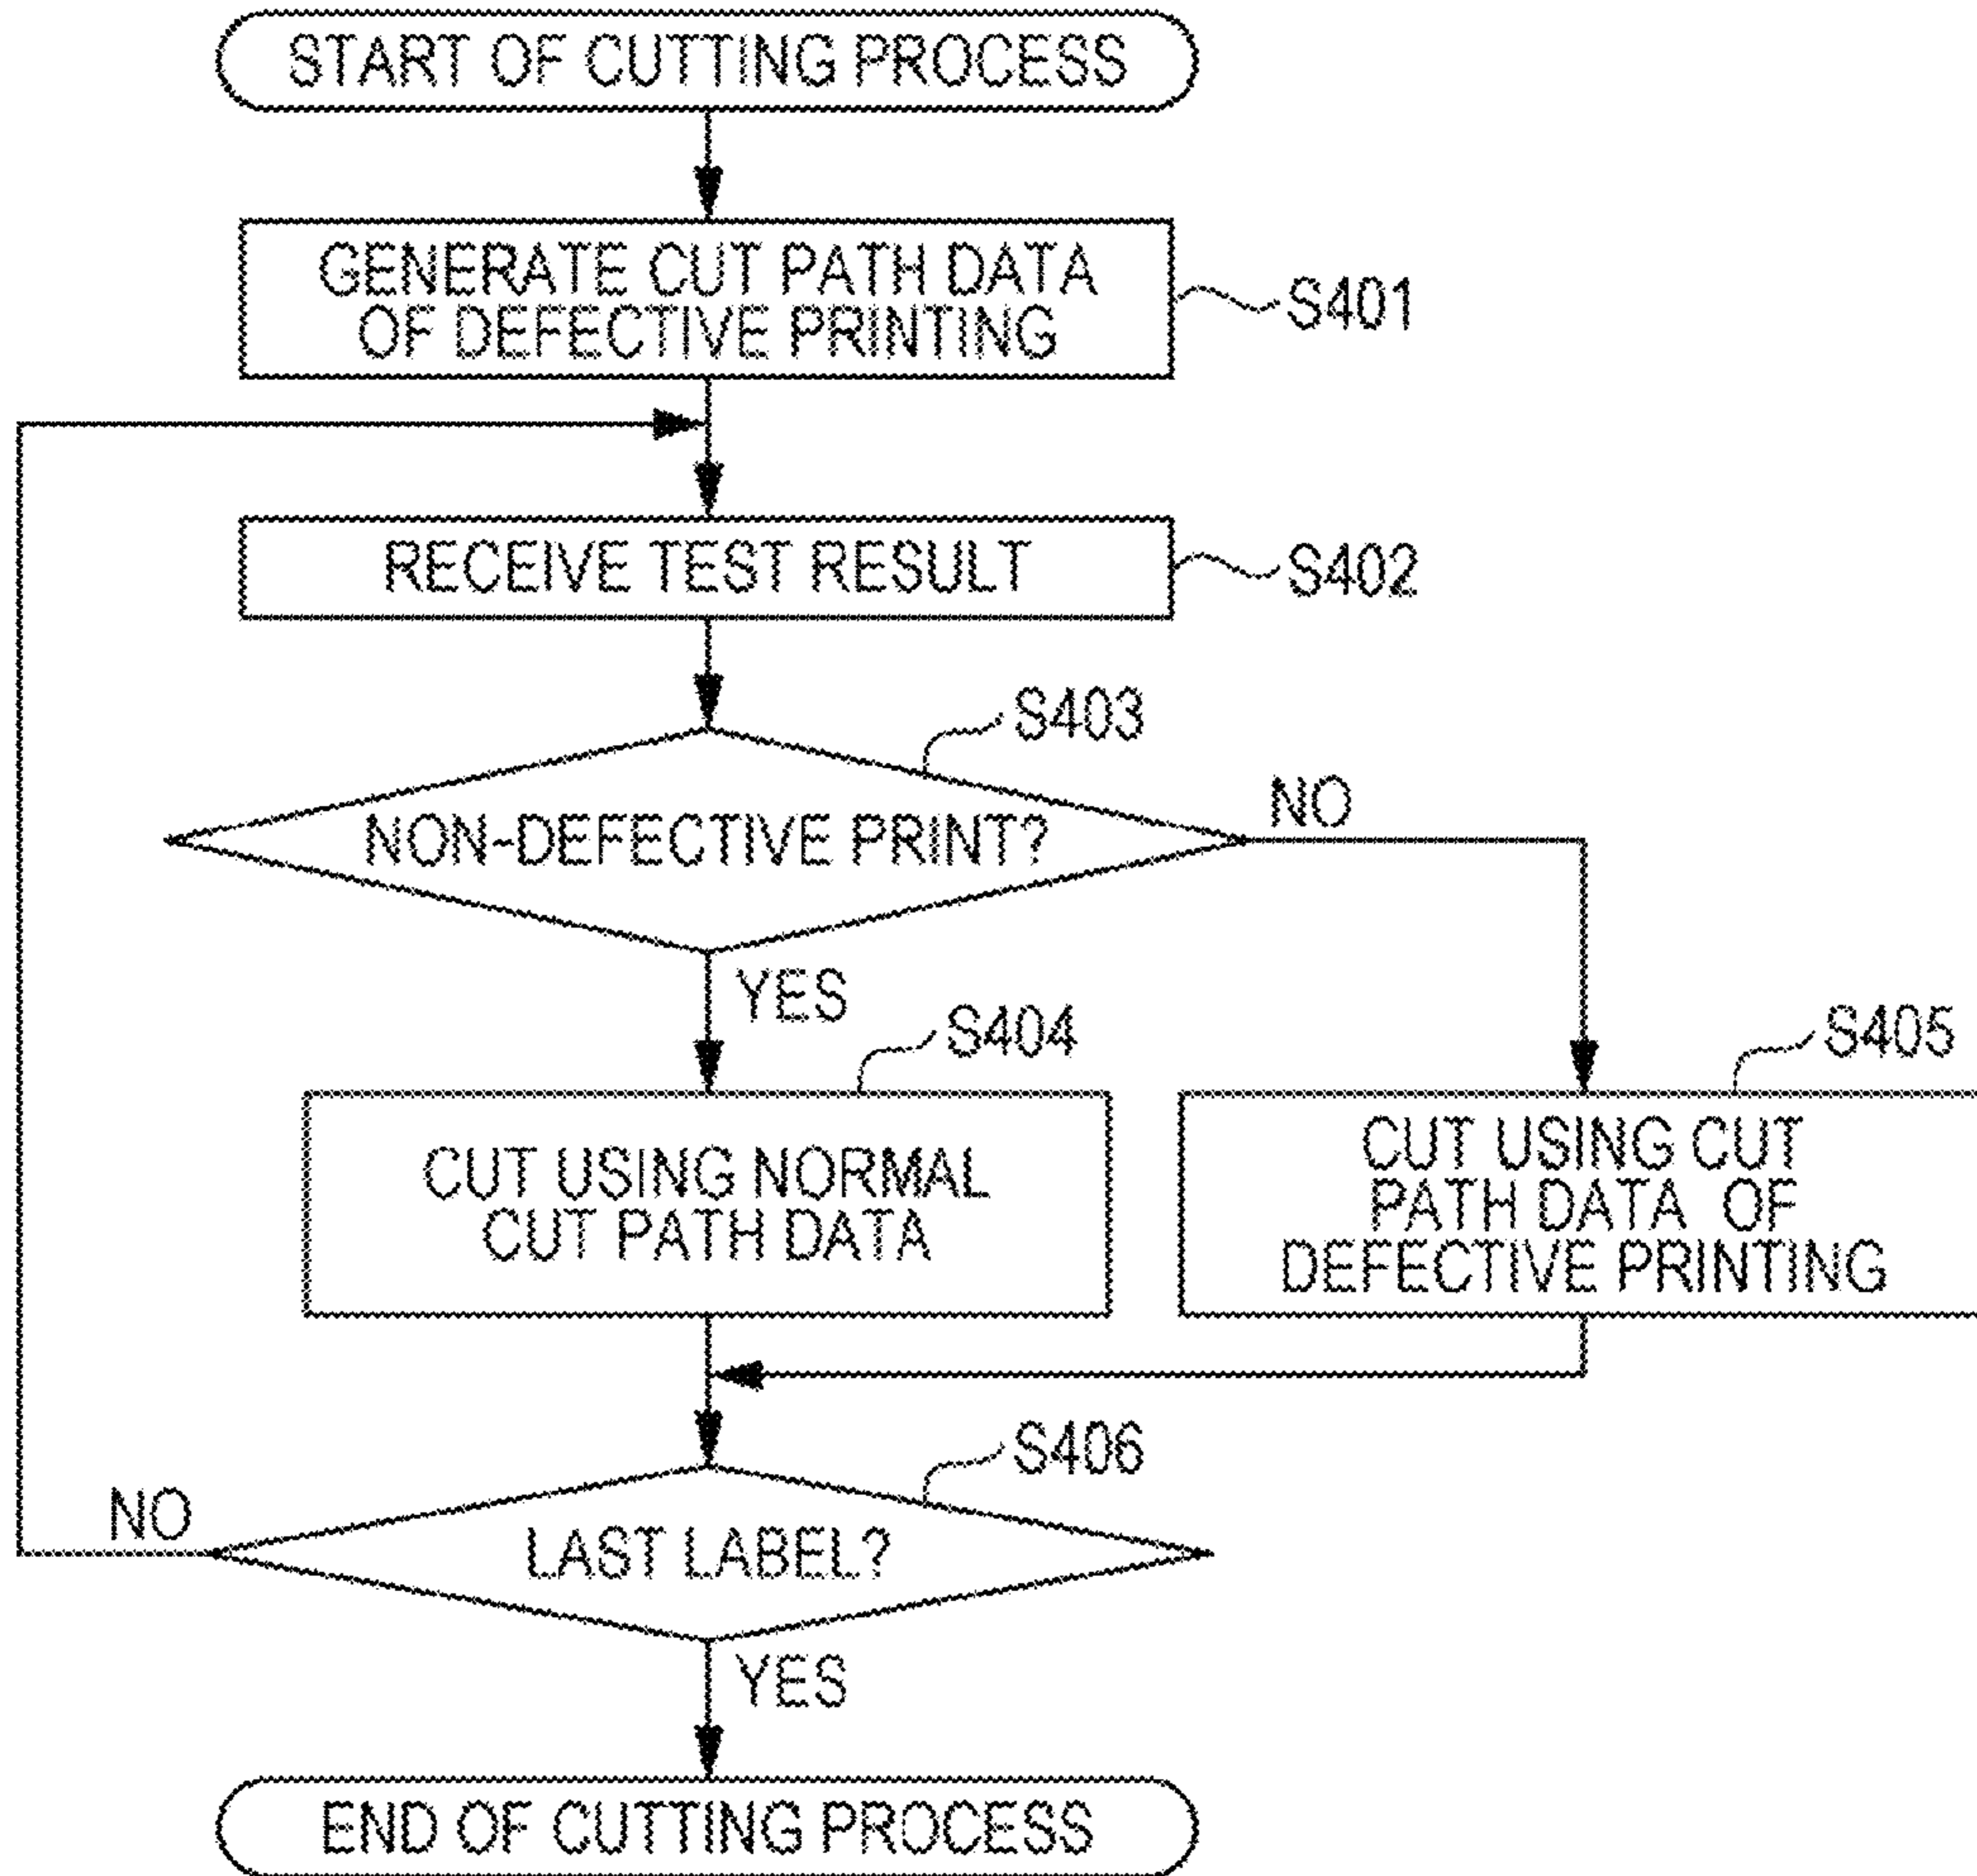 START OF CUTTING PROCESS
GENERATE CUT PATH DATA
OF DEFECTIVE PRINTING
S401
RECEIVE TEST RESULT
S402
S403
NON-DEFECTIVE PRINT?
NO
YES
S404
S405
CUT USING NORMAL
CUT PATH DATA
CUT USING CUT
PATH DATA OF
DEFECTIVE PRINTING
S406
NO
LAST LABEL?
YES
END OF CUTTING PROCESS